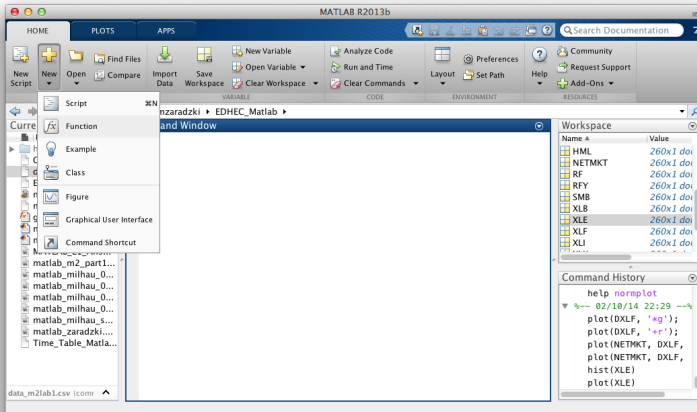 MATLAB R2013b
HOME PLOTS APPS
Search Documentation
New Script
New
Open
Find Files
Compare
Import Data
Save Workspace
New Variable
Open Variable
Clear Workspace
VARIABLE
Analyze Code
Run and Time
Clear Commands
CODE
Layout
Preferences
Set Path
ENVIRONMENT
Help
Community
Request Support
Add-Ons
RESOURCES
Script ⌘N
Function
Example
Class
Figure
Graphical User Interface
Command Shortcut
nzaradzki ▸ EDHEC_Matlab ▸
Curre
and Window
matlab_m2_part1...
matlab_milhau_0...
matlab_milhau_0...
matlab_milhau_0...
matlab_milhau_0...
matlab_milhau_s...
matlab_zaradzki....
Time_Table_Matla...
data_m2lab1.csv (comr
Workspace
Name Value
HML 260x1 dou
NETMKT 260x1 dou
RF 260x1 dou
RFY 260x1 dou
SMB 260x1 dou
XLB 260x1 dou
XLE 260x1 dou
XLF 260x1 dou
XLI 260x1 dou
Command History
help normplot
%-- 02/10/14 22:29 --%
plot(DXLF, '*g');
plot(DXLF, '+r');
plot(NETMKT, DXLF,
plot(NETMKT, DXLF,
hist(XLE)
plot(XLE)